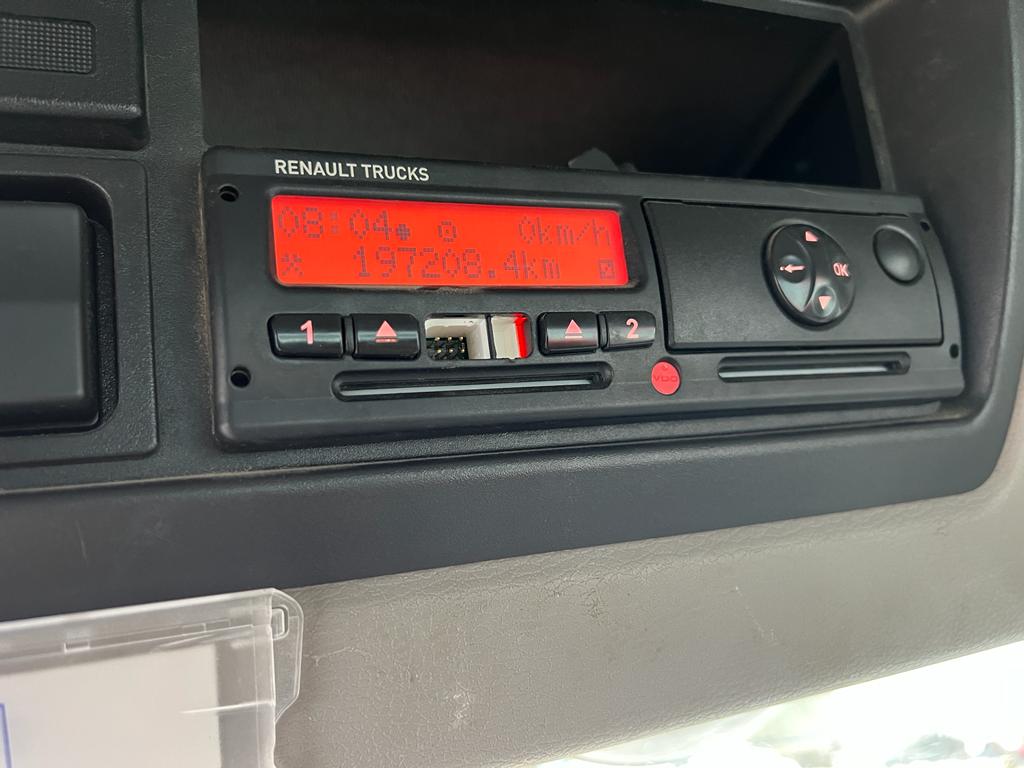 RENAULT TRUCKS
08:04 0km/h
197208.4km
1 2
OK
VDO